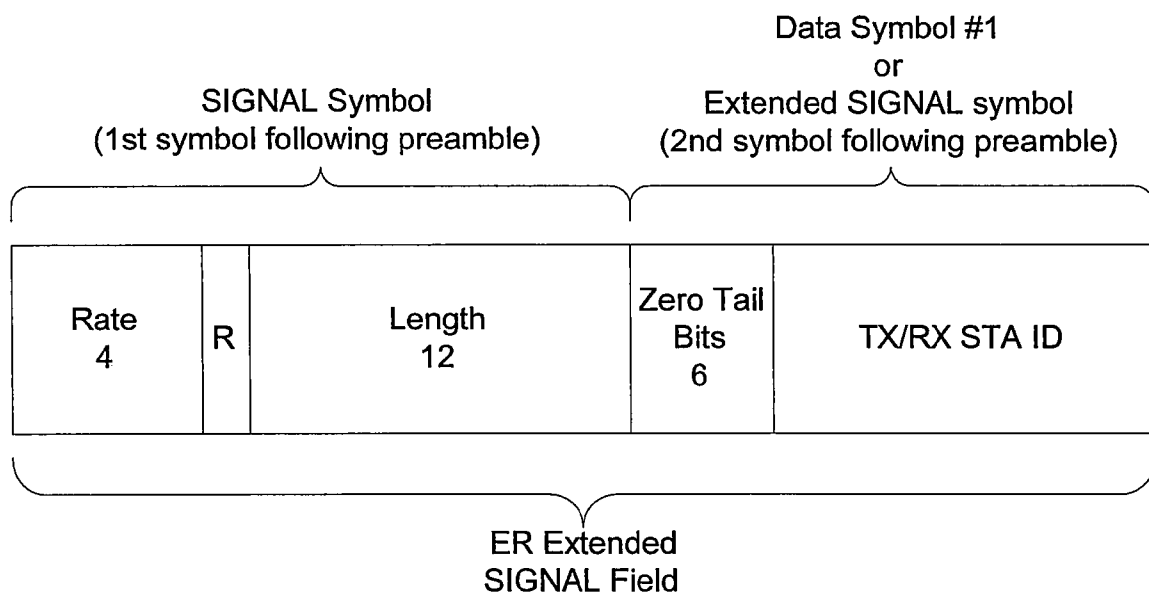 Data Symbol #1
or
Extended SIGNAL symbol
(2nd symbol following preamble)
SIGNAL Symbol
(1st symbol following preamble)
Rate
4
R
Length
12
Zero Tail
Bits
6
TX/RX STA ID
ER Extended
SIGNAL Field